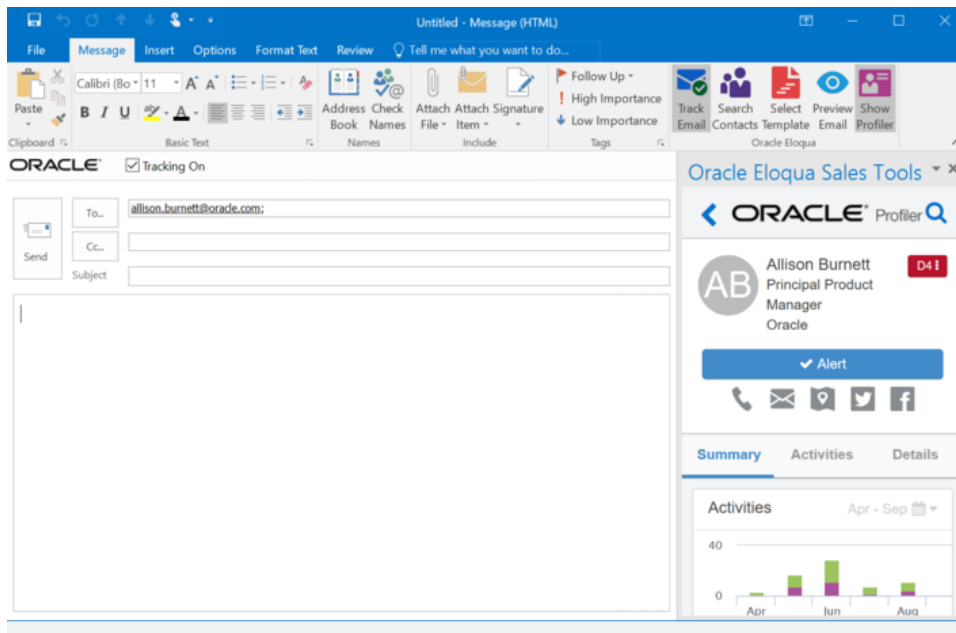 Untitled - Message (HTML)
File Message Insert Options Format Text Review Tell me what you want to do...
Calibri (Bo 11 A A
Follow Up
High Importance
Low Importance
Paste
B I U A
Address Book
Check Names
Attach File
Attach Item
Signature
Track Email
Search Contacts
Select Template
Preview Email
Show Profiler
Clipboard Basic Text Names Include Tags Oracle Eloqua
ORACLE Tracking On
Oracle Eloqua Sales Tools
ORACLE Profiler
Send
To...
allison.burnett@oracle.com;
Cc...
Subject
AB
Allison Burnett
D4
Principal Product
Manager
Oracle
Alert
Summary Activities Details
Activities Apr - Sep
40
0
Apr Jun Aug